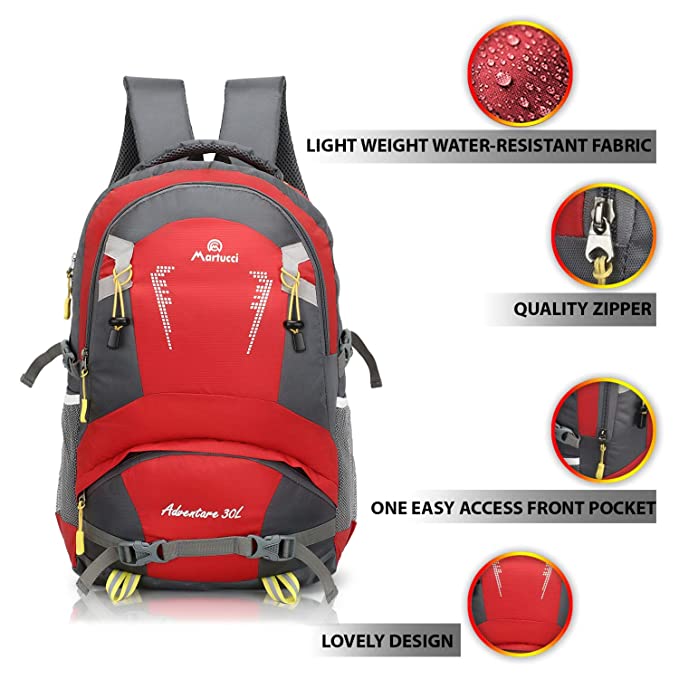 Martucci
Adventure 30L
LIGHT WEIGHT WATER-RESISTANT FABRIC
QUALITY ZIPPER
ONE EASY ACCESS FRONT POCKET
LOVELY DESIGN